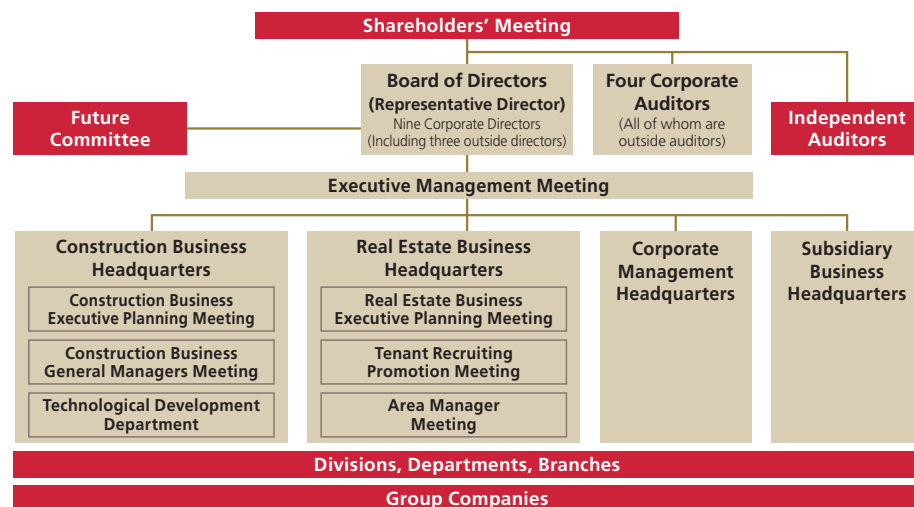 Shareholders’ Meeting
Board of Directors
(Representative Director)
Nine Corporate Directors
(Including three outside directors)
Four Corporate
Auditors
(All of whom are
outside auditors)
Future
Committee
Independent
Auditors
Executive Management Meeting
Construction Business
Headquarters
Construction Business
Executive Planning Meeting
Construction Business
General Managers Meeting
Technological Development
Department
Real Estate Business
Headquarters
Real Estate Business
Executive Planning Meeting
Tenant Recruiting
Promotion Meeting
Area Manager
Meeting
Corporate
Management
Headquarters
Subsidiary
Business
Headquarters
Divisions, Departments, Branches
Group Companies